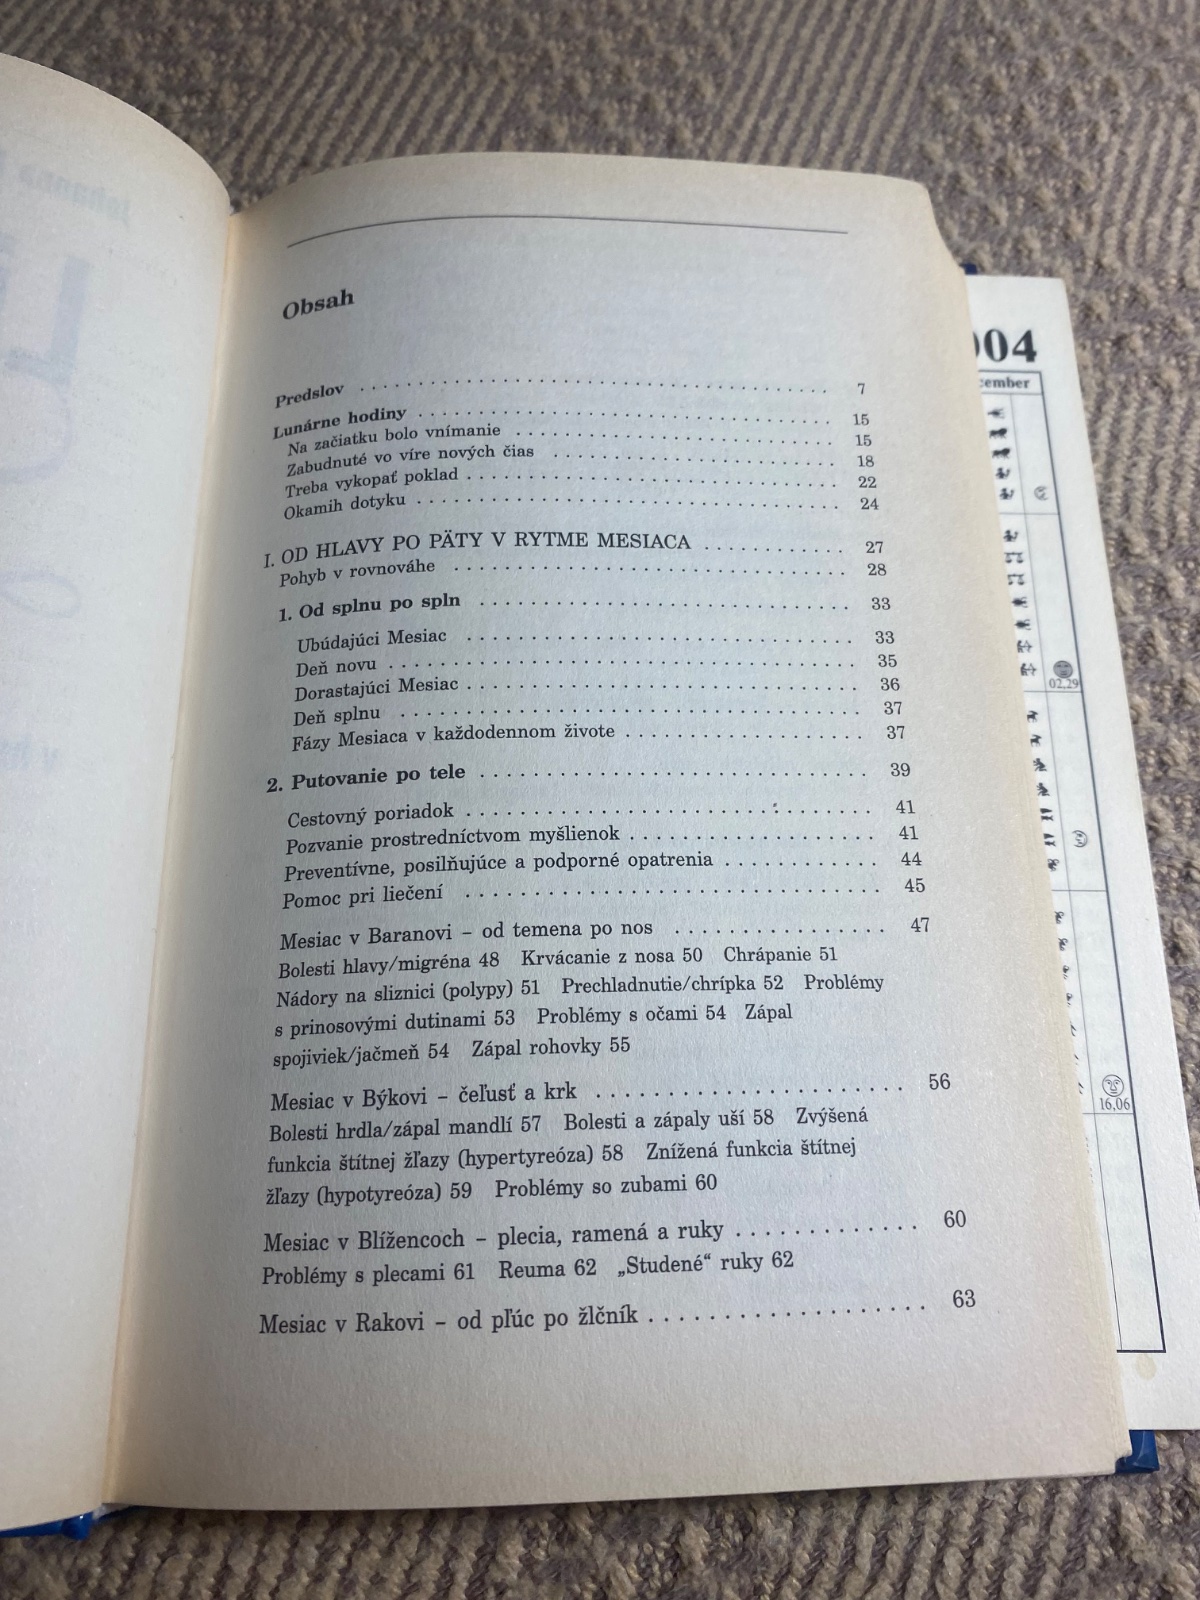 Obsah
Predslov . . . . . . . . . . . . . . . . . . . . . . . . . . . . . . . . 7
Lunárne hodiny . . . . . . . . . . . . . . . . . . . . . . . . . . . . 15
Na začiatku bolo vnímanie . . . . . . . . . . . . . . . . . . . . . 15
Zabudnuté vo víre nových čias . . . . . . . . . . . . . . . . . . . 18
Treba vykopať poklad . . . . . . . . . . . . . . . . . . . . . . . . 22
Okamih dotyku . . . . . . . . . . . . . . . . . . . . . . . . . . . . 24
I. OD HLAVY PO PÄTY V RYTME MESIACA . . . . . . . . . . . . 27
Pohyb v rovnováhe . . . . . . . . . . . . . . . . . . . . . . . . . . 28
1. Od splnu po spln . . . . . . . . . . . . . . . . . . . . . . . . . 33
Ubúdajúci Mesiac . . . . . . . . . . . . . . . . . . . . . . . . . . 33
Deň novu . . . . . . . . . . . . . . . . . . . . . . . . . . . . . . . 35
Dorastajúci Mesiac . . . . . . . . . . . . . . . . . . . . . . . . . 36
Deň splnu . . . . . . . . . . . . . . . . . . . . . . . . . . . . . . 37
Fázy Mesiaca v každodennom živote . . . . . . . . . . . . . . . . 37
2. Putovanie po tele . . . . . . . . . . . . . . . . . . . . . . . . . 39
Cestovný poriadok . . . . . . . . . . . . . . . . . . . . . . . . . . 41
Pozvanie prostredníctvom myšlienok . . . . . . . . . . . . . . . . 41
Preventívne, posilňujúce a podporné opatrenia . . . . . . . . . . . 44
Pomoc pri liečení . . . . . . . . . . . . . . . . . . . . . . . . . . 45
Mesiac v Baranovi – od temena po nos . . . . . . . . . . . . . . . 47
Bolesti hlavy/migréna 48 Krvácanie z nosa 50 Chrápanie 51
Nádory na sliznici (polypy) 51 Prechladnutie/chrípka 52 Problémy
s prinosovými dutinami 53 Problémy s očami 54 Zápal
spojiviek/jačmeň 54 Zápal rohovky 55
Mesiac v Býkovi – čeľusť a krk . . . . . . . . . . . . . . . . . . . 56
Bolesti hrdla/zápal mandlí 57 Bolesti a zápaly uší 58 Zvýšená
funkcia štítnej žľazy (hypertyreóza) 58 Znížená funkcia štítnej
žľazy (hypotyreóza) 59 Problémy so zubami 60
Mesiac v Blížencoch – plecia, ramená a ruky . . . . . . . . . . . . 60
Problémy s plecami 61 Reuma 62 „Studené“ ruky 62
Mesiac v Rakovi – od pľúc po žlčník . . . . . . . . . . . . . . . . 63
004
cember
02,29
16,06